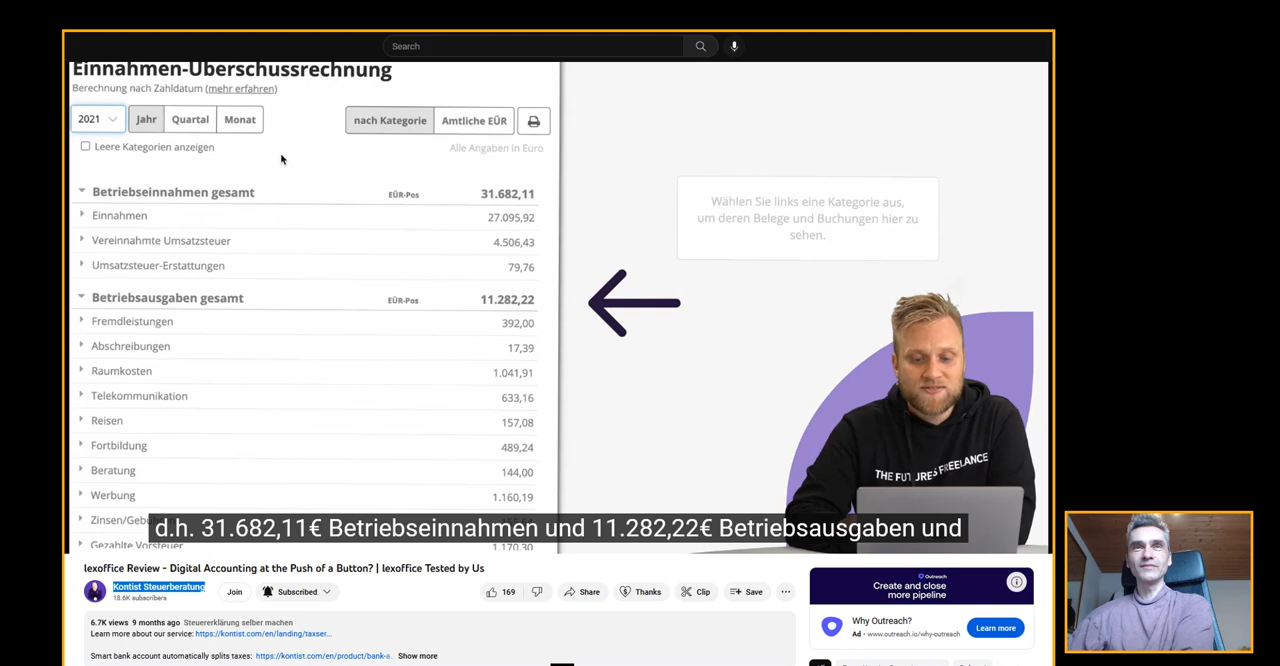 Search
Einnahmen-Überschussrechnung
Berechnung nach Zahldatum (mehr erfahren)
2021 Jahr Quartal Monat nach Kategorie Amtliche EÜR
Leere Kategorien anzeigen Alle Angaben in Euro
Betriebseinnahmen gesamt EÜR-Pos 31.682,11
Einnahmen 27.095,92
Vereinnahmte Umsatzsteuer 4.506,43
Umsatzsteuer-Erstattungen 79,76
Betriebsausgaben gesamt EÜR-Pos 11.282,22
Fremdleistungen 392,00
Abschreibungen 17,39
Raumkosten 1.041,91
Telekommunikation 633,16
Reisen 157,08
Fortbildung 489,24
Beratung 144,00
Werbung 1.160,19
Gezahlte Vorsteuer 1.170,30
Wählen Sie links eine Kategorie aus,
um deren Belege und Buchungen hier zu
sehen.
THE FUTURE'S FREELANCE
d.h. 31.682,11€ Betriebseinnahmen und 11.282,22€ Betriebsausgaben und
lexoffice Review - Digital Accounting at the Push of a Button? | lexoffice Tested by Us
Kontist Steuerberatung
18.6K subscribers
Join Subscribed 169 Share Thanks Clip Save
6.7K views 9 months ago Steuererklärung selber machen
Learn more about our service: https://kontist.com/en/landing/taxser...
Smart bank account automatically splits taxes: https://kontist.com/en/product/bank-a... Show more
Outreach
Create and close
more pipeline
Why Outreach?
Ad · www.outreach.io/why-outreach
Learn more